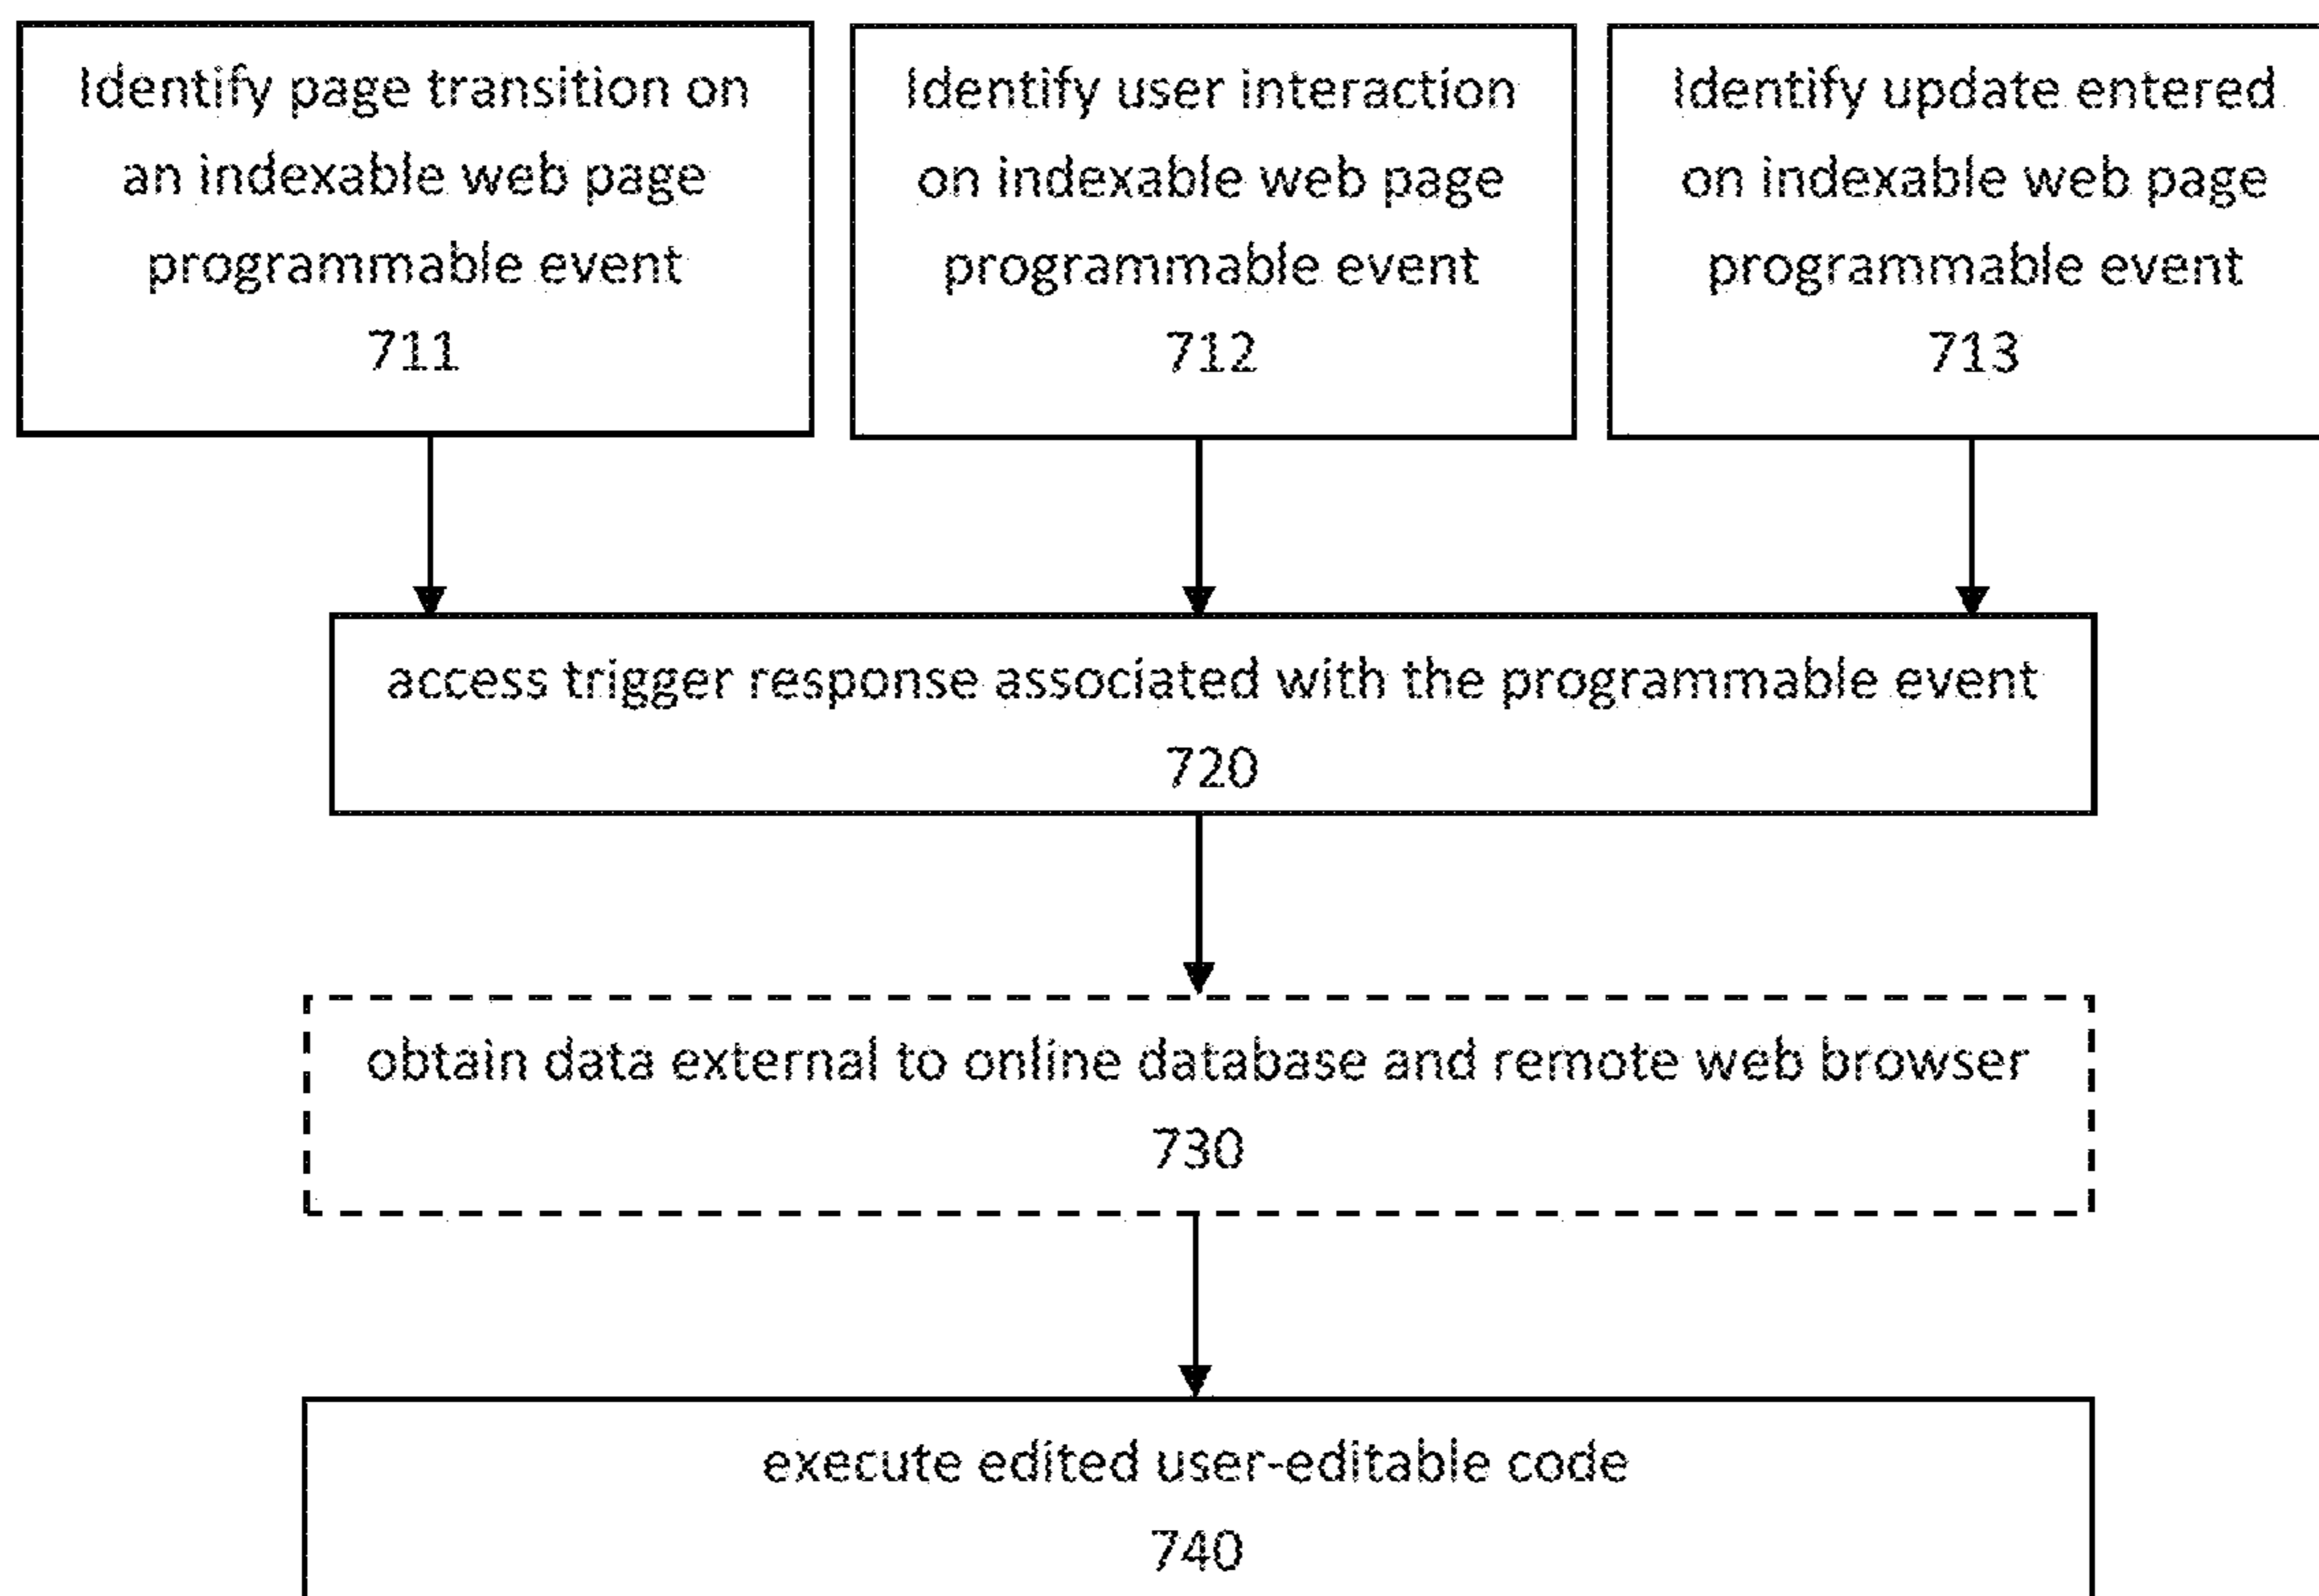 Identify page transition on
an indexable web page
programmable event
711
Identify user interaction
on indexable web page
programmable event
712
Identify update entered
on indexable web page
programmable event
713
access trigger response associated with the programmable event
720
obtain data external to online database and remote web browser
730
execute edited user-editable code
740